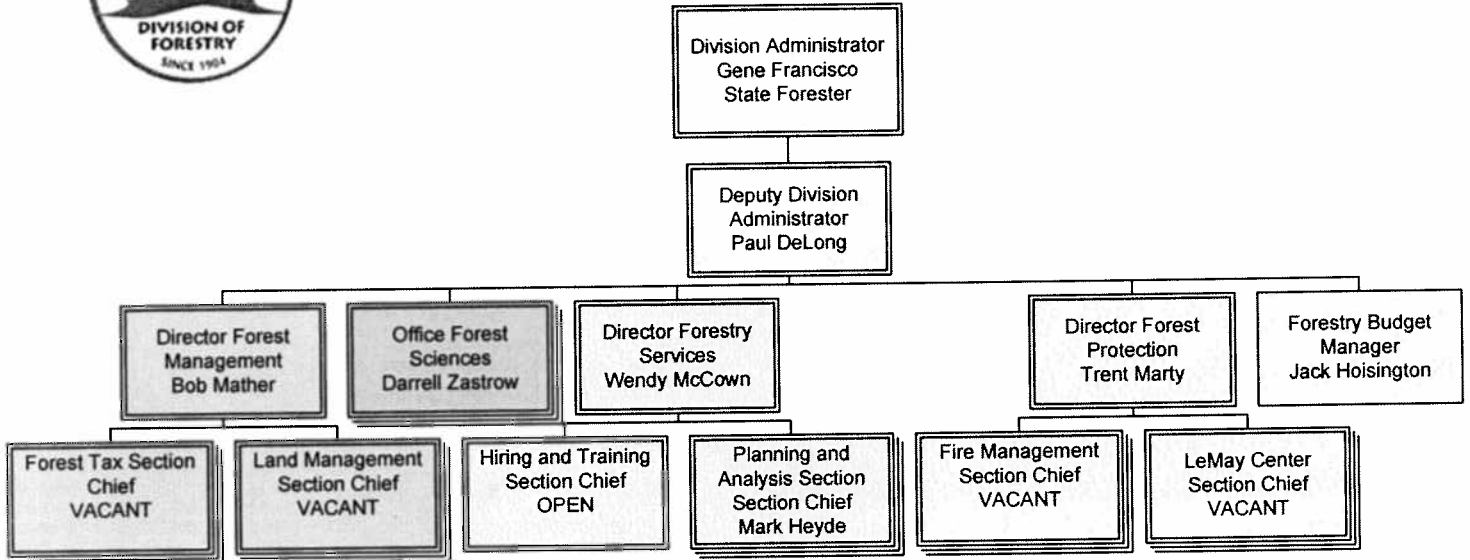 DIVISION OF
FORESTRY
SINCE 1904
Division Administrator
Gene Francisco
State Forester
Deputy Division
Administrator
Paul DeLong
Director Forest
Management
Bob Mather
Office Forest
Sciences
Darrell Zastrow
Director Forestry
Services
Wendy McCown
Director Forest
Protection
Trent Marty
Forestry Budget
Manager
Jack Hoisington
Forest Tax Section
Chief
VACANT
Land Management
Section Chief
VACANT
Hiring and Training
Section Chief
OPEN
Planning and
Analysis Section
Section Chief
Mark Heyde
Fire Management
Section Chief
VACANT
LeMay Center
Section Chief
VACANT